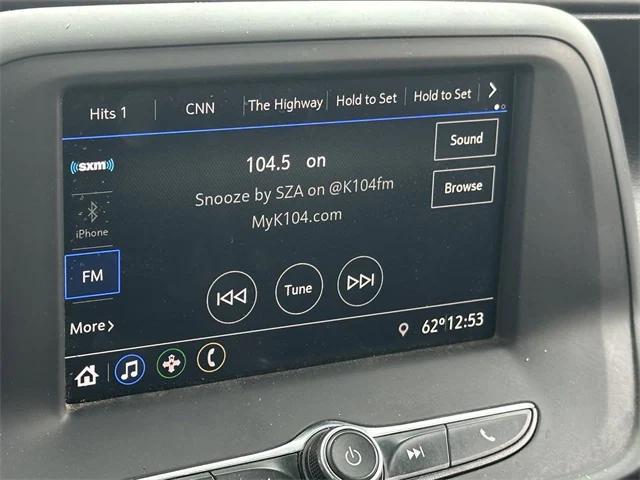 Hits 1 CNN The Highway Hold to Set Hold to Set
((sxm)) 104.5 on Sound
Snooze by SZA on @K104fm Browse
iPhone MyK104.com
FM Tune
More
62° 12:53